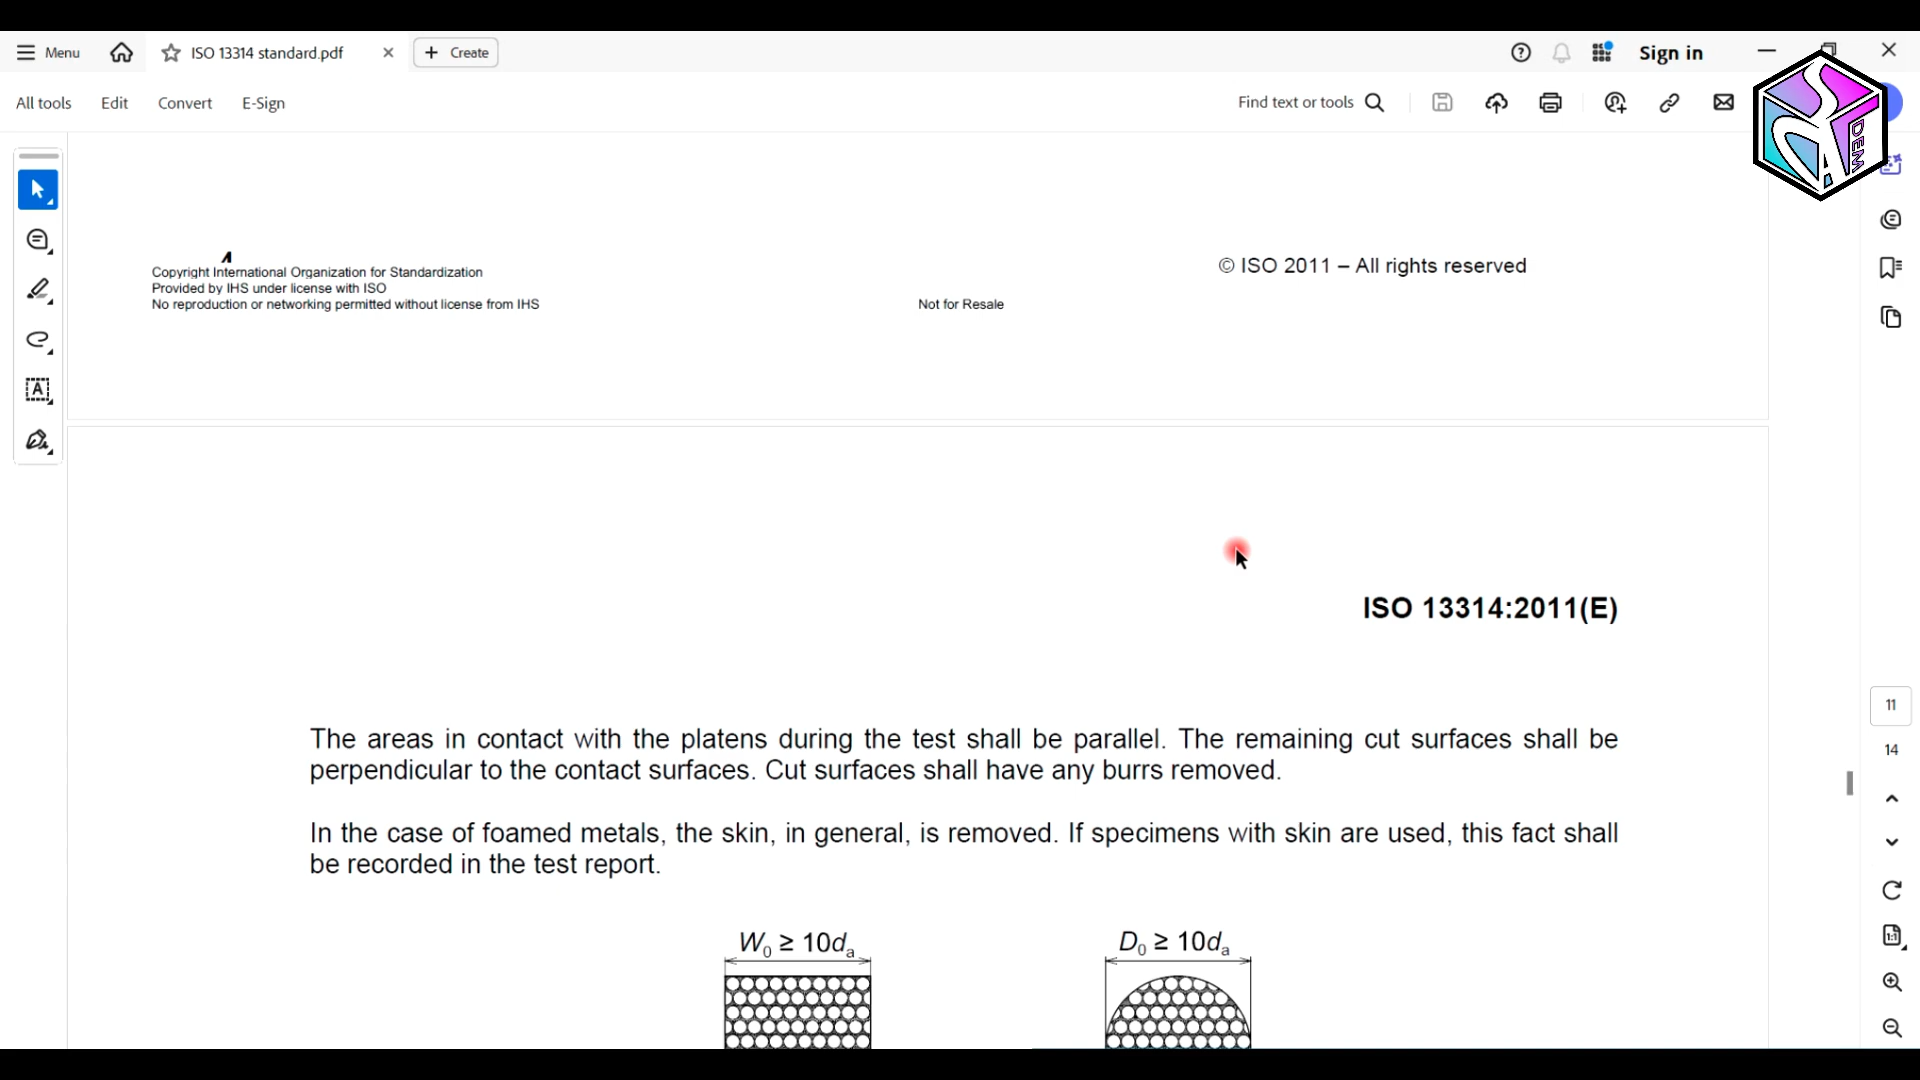 Menu
ISO 13314 standard.pdf
Create
Sign in
All tools
Edit
Convert
E-Sign
Find text or tools
DEM
Copyright International Organization for Standardization
Provided by IHS under license with ISO
No reproduction or networking permitted without license from IHS
Not for Resale
© ISO 2011 – All rights reserved
ISO 13314:2011(E)
The areas in contact with the platens during the test shall be parallel. The remaining cut surfaces shall be
perpendicular to the contact surfaces. Cut surfaces shall have any burrs removed.
In the case of foamed metals, the skin, in general, is removed. If specimens with skin are used, this fact shall
be recorded in the test report.
W₀ ≥ 10dₐ
D₀ ≥ 10dₐ
11
14
1:1